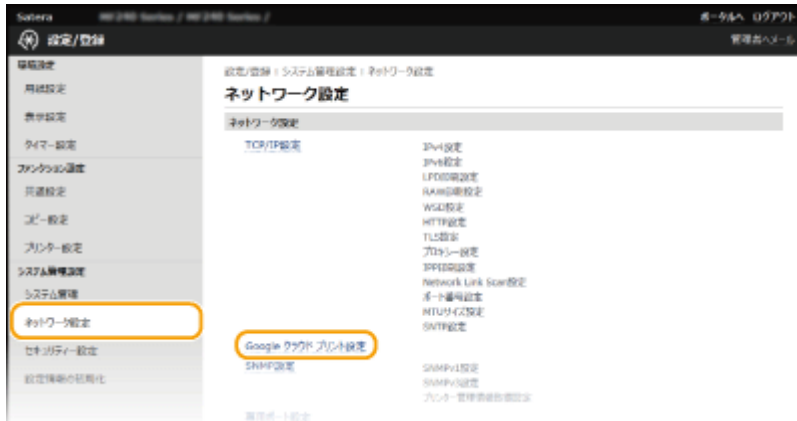 Satera MF240 Series / MF240 Series /
ポータルへ ログアウト
設定/登録
管理者へメール
環境設定
用紙設定
表示設定
タイマー設定
ファンクション設定
共通設定
コピー設定
プリンター設定
システム管理設定
システム管理
ネットワーク設定
セキュリティー設定
設定情報の初期化
設定/登録 : システム管理設定 : ネットワーク設定
ネットワーク設定
ネットワーク設定
TCP/IP設定
IPv4設定
IPv6設定
LPD印刷設定
RAW印刷設定
WSD設定
HTTP設定
TLS設定
プロキシー設定
IPP印刷設定
Network Link Scan設定
ポート番号設定
MTUサイズ設定
SNTP設定
Google クラウド プリント設定
SNMP設定
SNMPv1設定
SNMPv3設定
プリンター管理情報取得設定
専用ポート設定